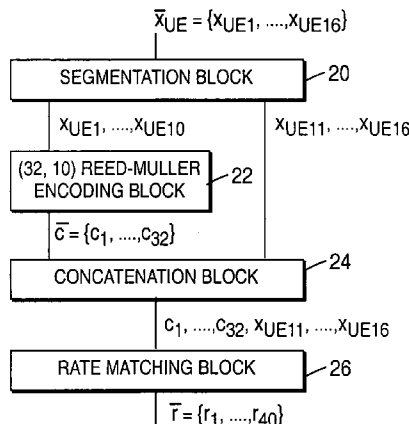 x̄UE = {xUE1, ....,xUE16}
SEGMENTATION BLOCK
20
xUE1, ....,xUE10
xUE11, ....,xUE16
(32, 10) REED-MULLER
ENCODING BLOCK
22
c̄ = {c1, ....,c32}
CONCATENATION BLOCK
24
c1, ....,c32, xUE11, ....,xUE16
RATE MATCHING BLOCK
26
r̄ = {r1, ....,r40}